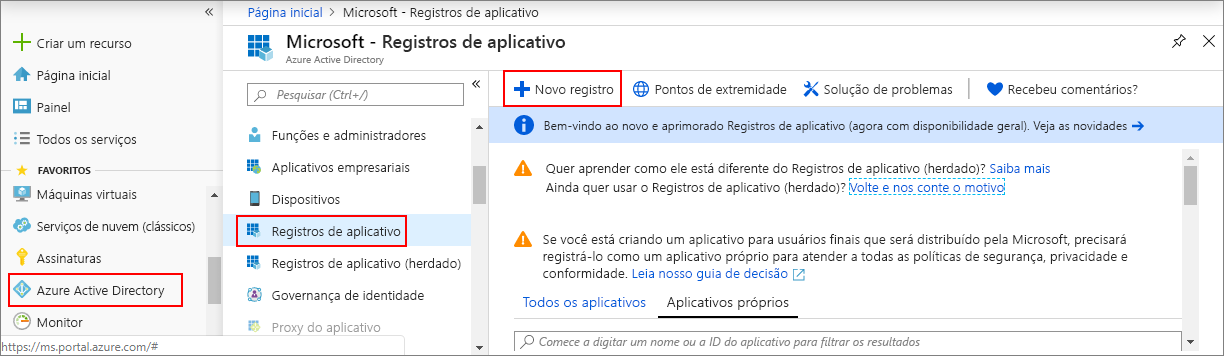 «
Criar um recurso
Página inicial
Painel
Todos os serviços
FAVORITOS
Máquinas virtuais
Serviços de nuvem (clássicos)
Assinaturas
Azure Active Directory
Monitor
https://ms.portal.azure.com/#
Página inicial > Microsoft - Registros de aplicativo
Microsoft - Registros de aplicativo
Azure Active Directory
Pesquisar (Ctrl+/)
«
Funções e administradores
Aplicativos empresariais
Dispositivos
Registros de aplicativo
Registros de aplicativo (herdado)
Governança de identidade
Proxy do aplicativo
Novo registro
Pontos de extremidade
Solução de problemas
Recebeu comentários?
Bem-vindo ao novo e aprimorado Registros de aplicativo (agora com disponibilidade geral). Veja as novidades →
Quer aprender como ele está diferente do Registros de aplicativo (herdado)? Saiba mais
Ainda quer usar o Registros de aplicativo (herdado)? Volte e nos conte o motivo
Se você está criando um aplicativo para usuários finais que será distribuído pela Microsoft, precisará
registrá-lo como um aplicativo próprio para atender a todas as políticas de segurança, privacidade e
conformidade. Leia nosso guia de decisão
Todos os aplicativos
Aplicativos próprios
Comece a digitar um nome ou a ID do aplicativo para filtrar os resultados